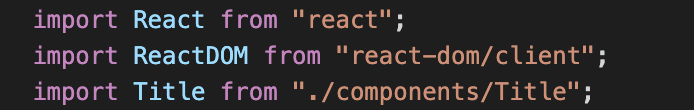 import React from "react";
import ReactDOM from "react-dom/client";
import Title from "./components/Title";